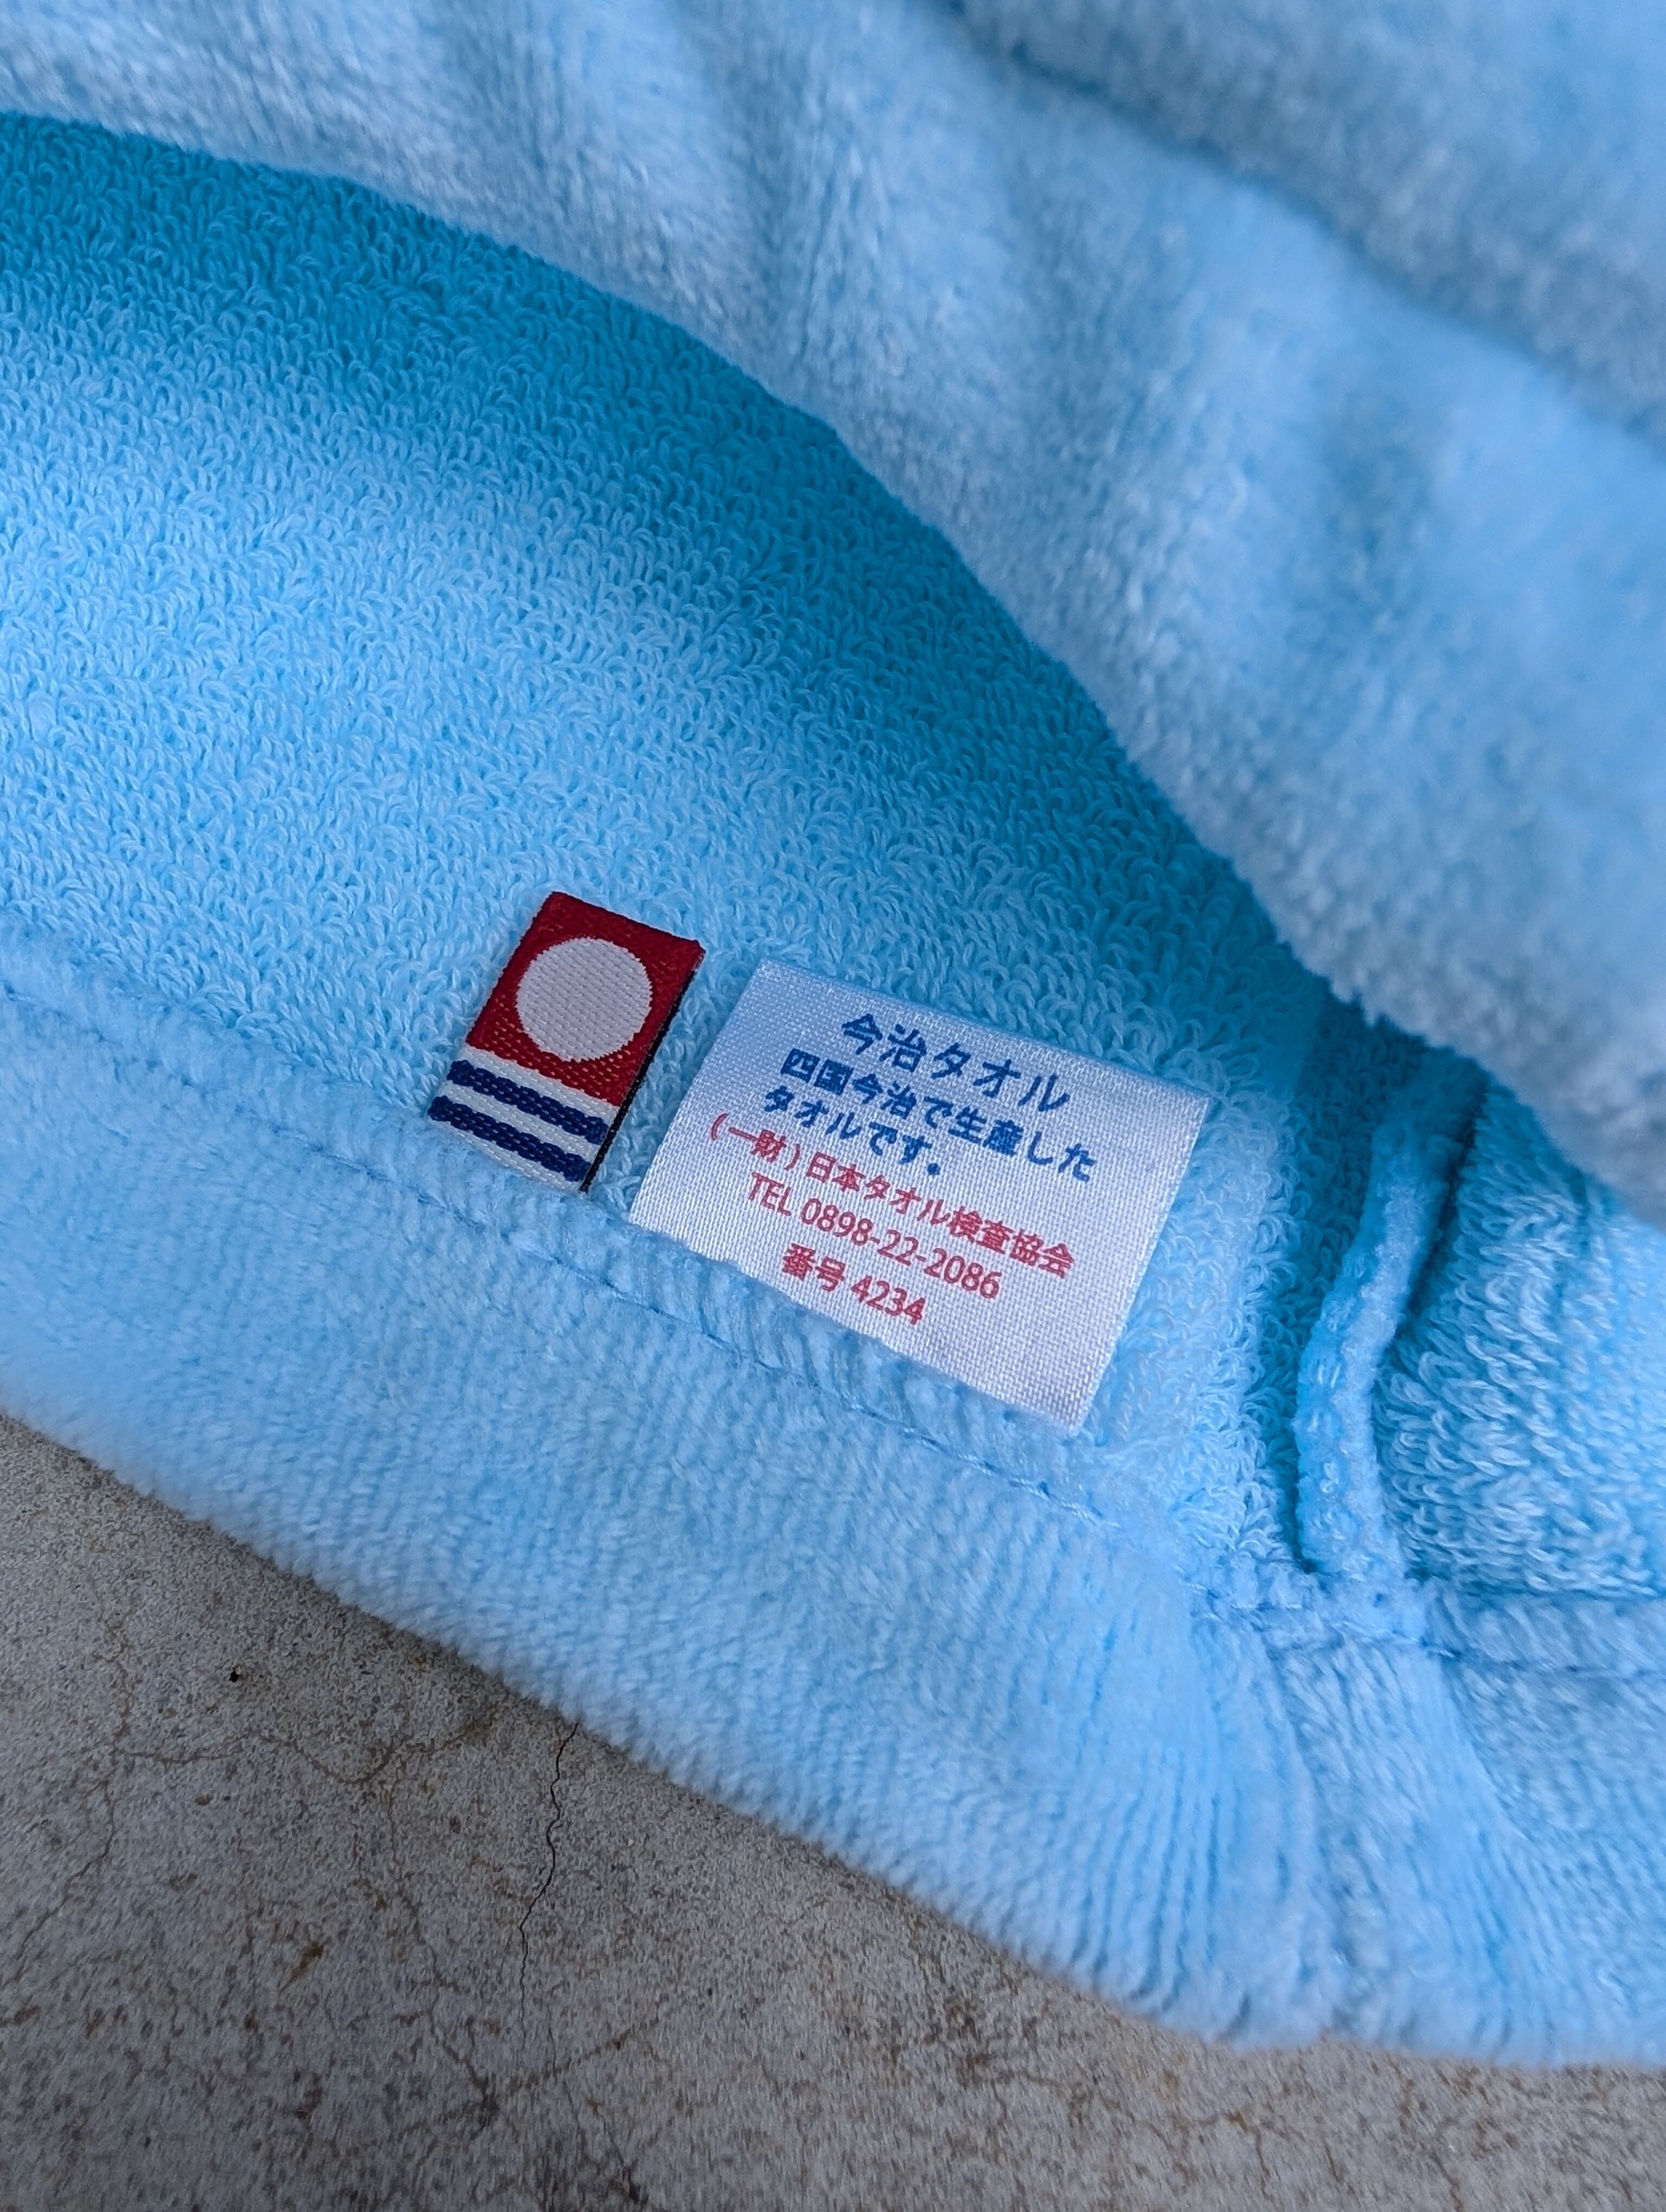 今治タオル
四国今治で生産した
タオルです。
(一財)日本タオル検査協会
TEL 0898-22-2086
番号 4234